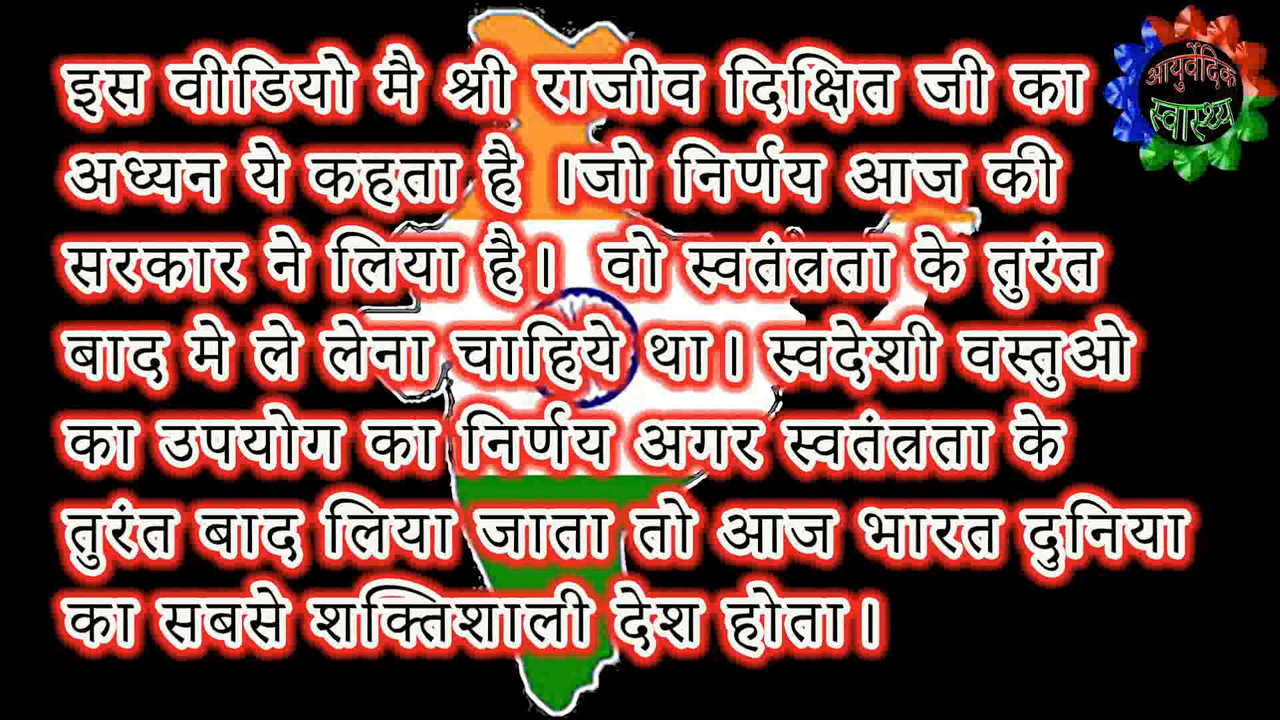 इस वीडियो मै श्री राजीव दिक्षित जी का
अध्यन ये कहता है ।जो निर्णय आज की
सरकार ने लिया है। वो स्वतंत्रता के तुरंत
बाद मे ले लेना चाहिये था। स्वदेशी वस्तुओ
का उपयोग का निर्णय अगर स्वतंत्रता के
तुरंत बाद लिया जाता तो आज भारत दुनिया
का सबसे शक्तिशाली देश होता।
आयुर्वेदिक
स्वास्थ्य